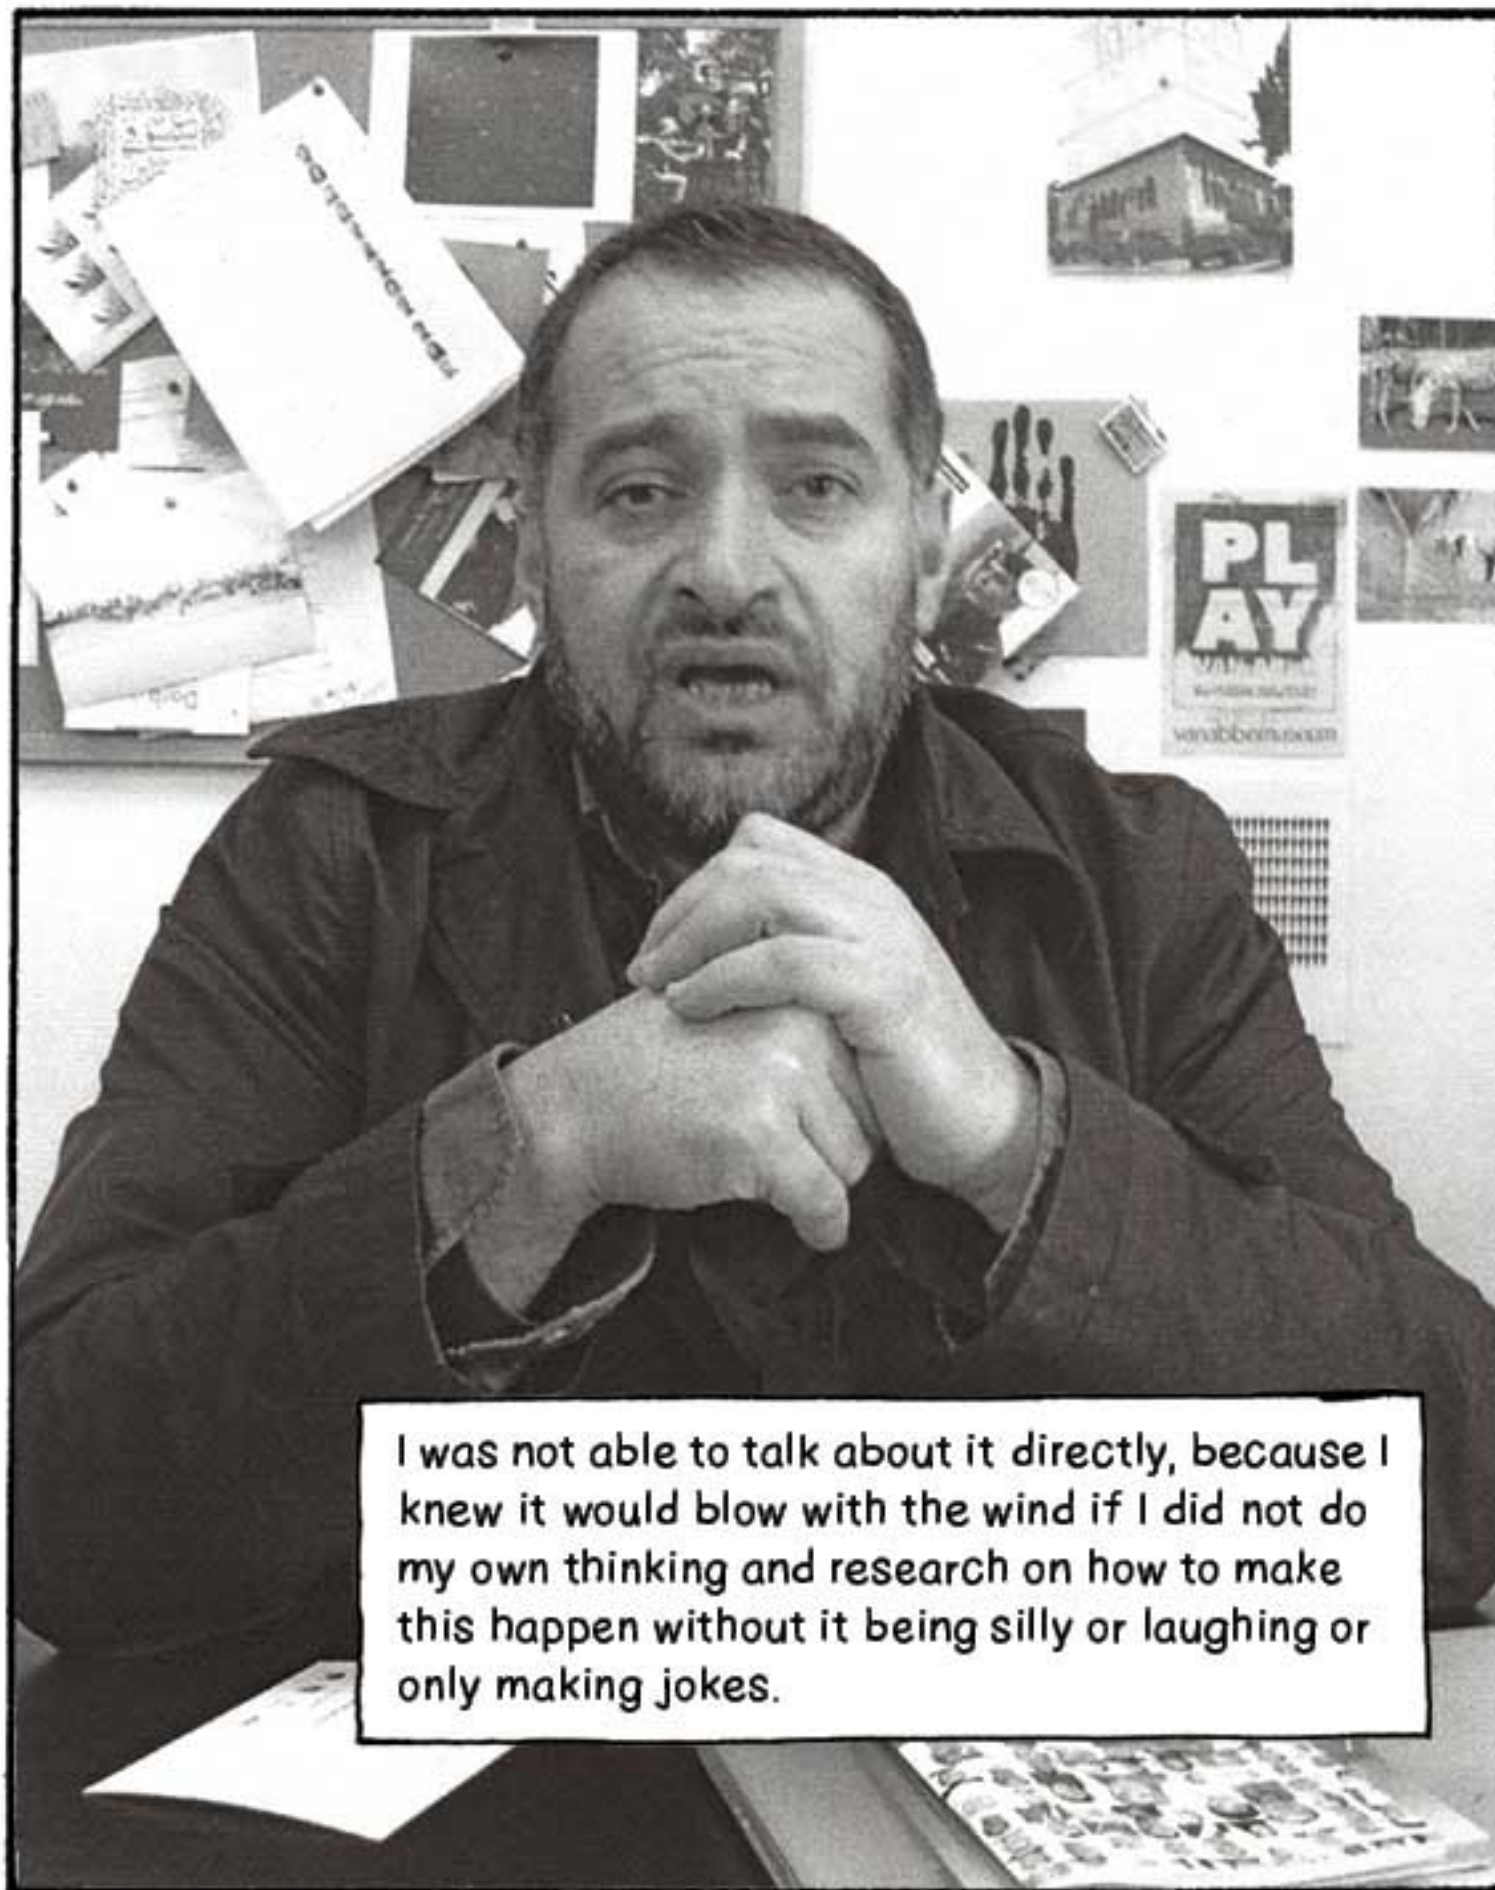 PL
AY
vanabbemuseum
I was not able to talk about it directly, because I
knew it would blow with the wind if I did not do
my own thinking and research on how to make
this happen without it being silly or laughing or
only making jokes.